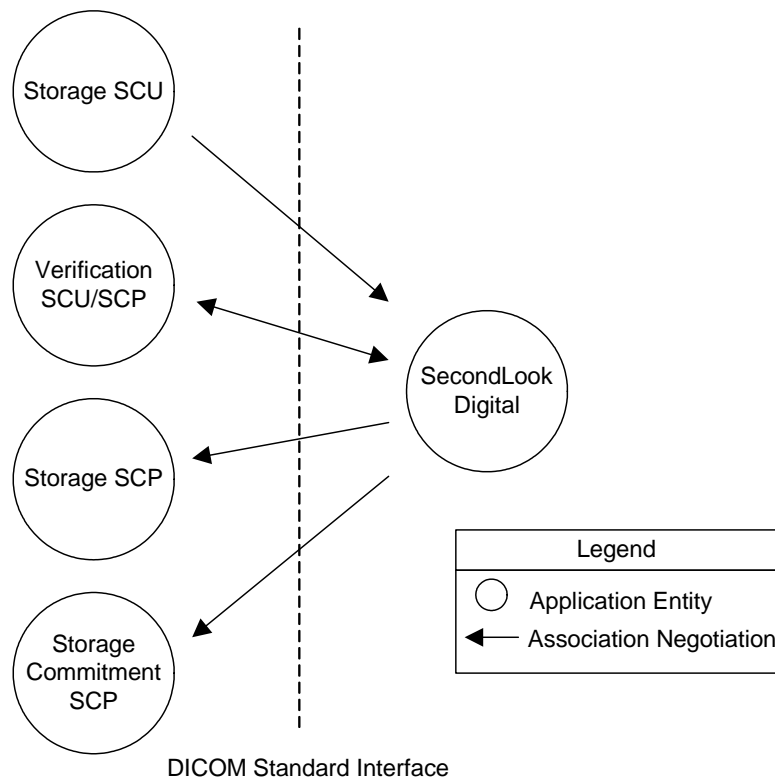 Storage SCU
Verification
SCU/SCP
SecondLook
Digital
Storage SCP
Storage
Commitment
SCP
Legend
Application Entity
Association Negotiation
DICOM Standard Interface